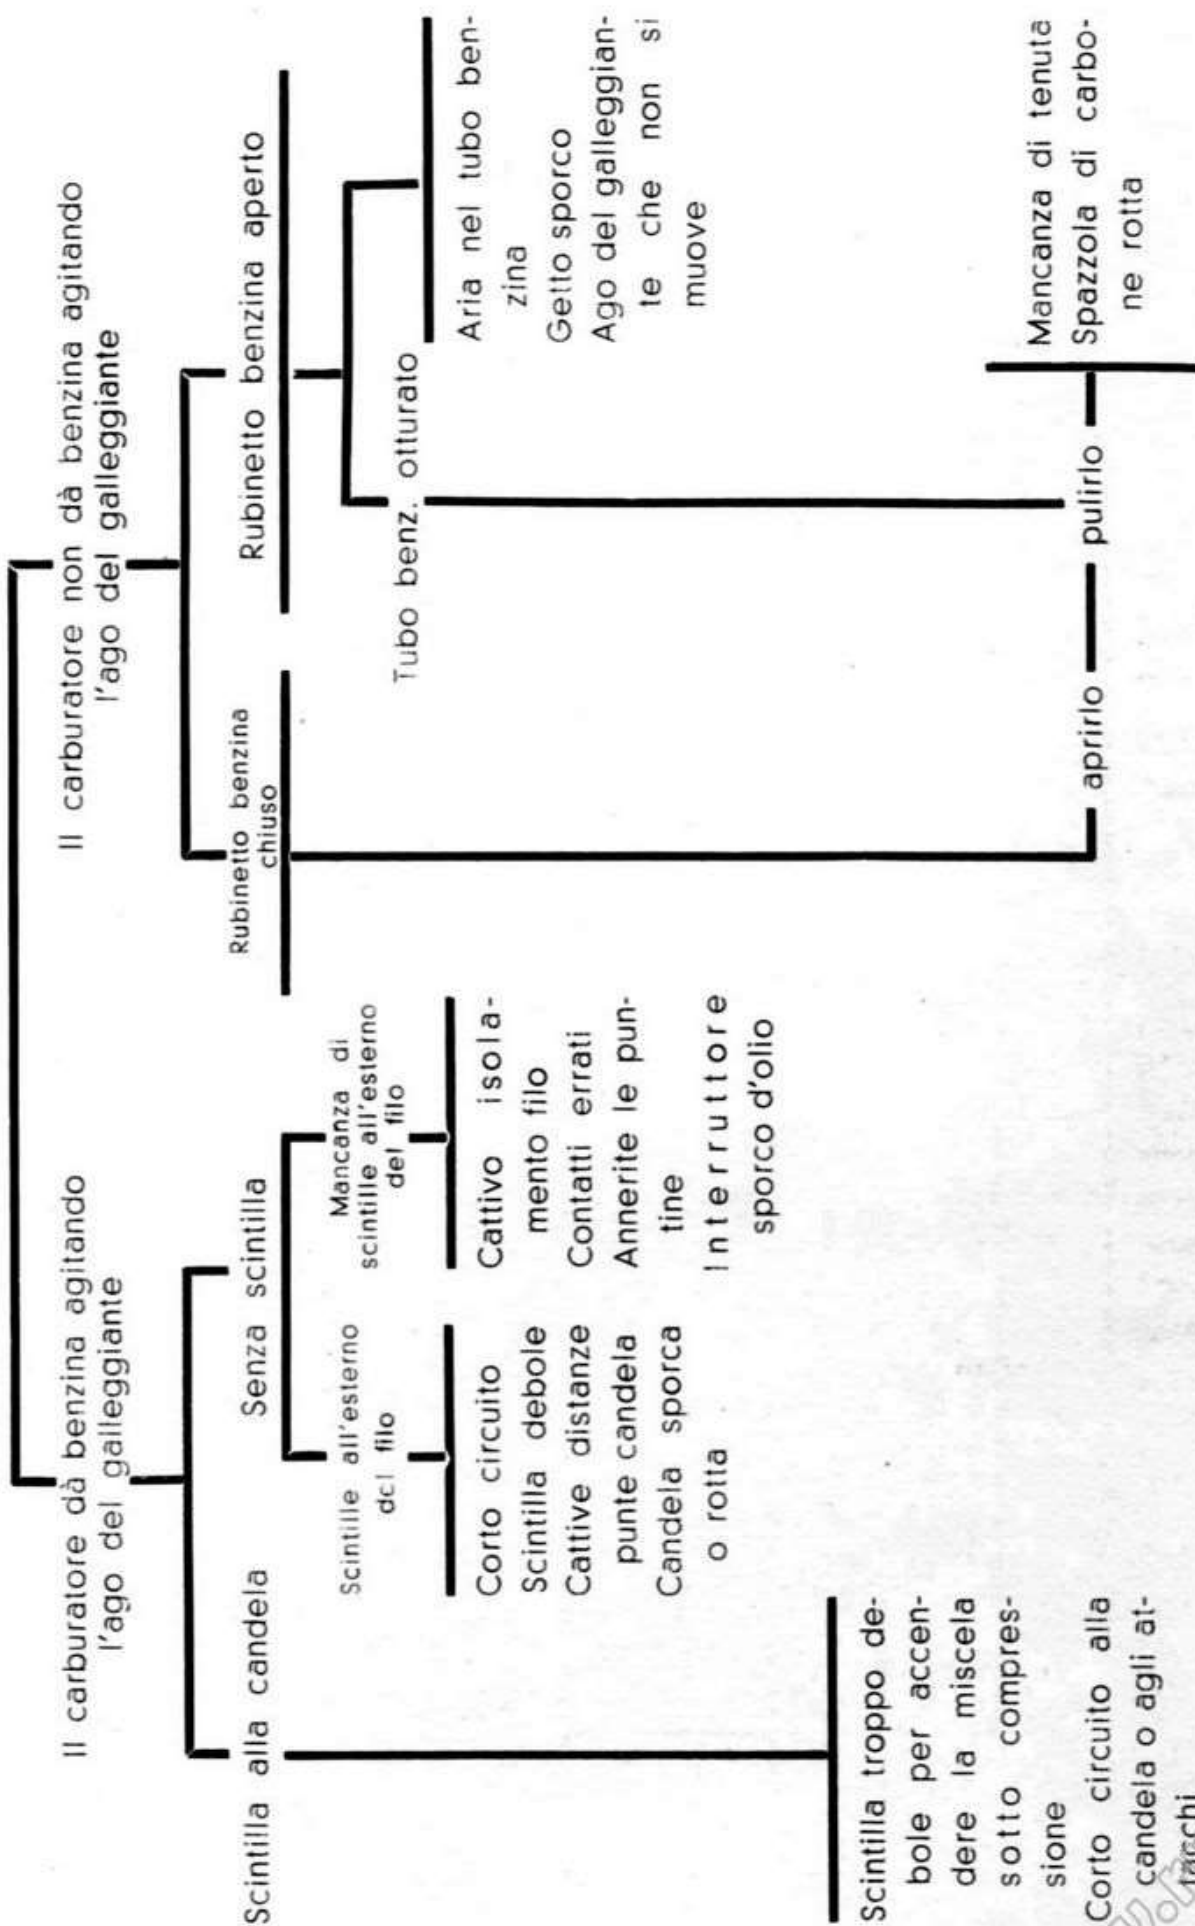 Il carburatore dà benzina agitando
l'ago del galleggiante
Scintilla alla candela
Scintilla troppo de-
bole per accen-
dere la miscela
sotto compres-
sione
Corto circuito alla
candela o agli at-
tacchi
Senza scintilla
Scintille all'esterno
del filo
Corto circuito
Scintilla debole
Cattive distanze
punte candela
Candela sporca
o rotta
Mancanza di
scintille all'esterno
del filo
Cattivo isola-
mento filo
Contatti errati
Annerite le pun-
tine
Interruttore
sporco d'olio
Il carburatore non dà benzina agitando
l'ago del galleggiante
Rubinetto benzina
chiuso
Rubinetto benzina aperto
Tubo benz. otturato
Aria nel tubo ben-
zina
Getto sporco
Ago del galleggian-
te che non si
muove
aprirlo
pulirlo
Mancanza di tenuta
Spazzola di carbo-
ne rotta